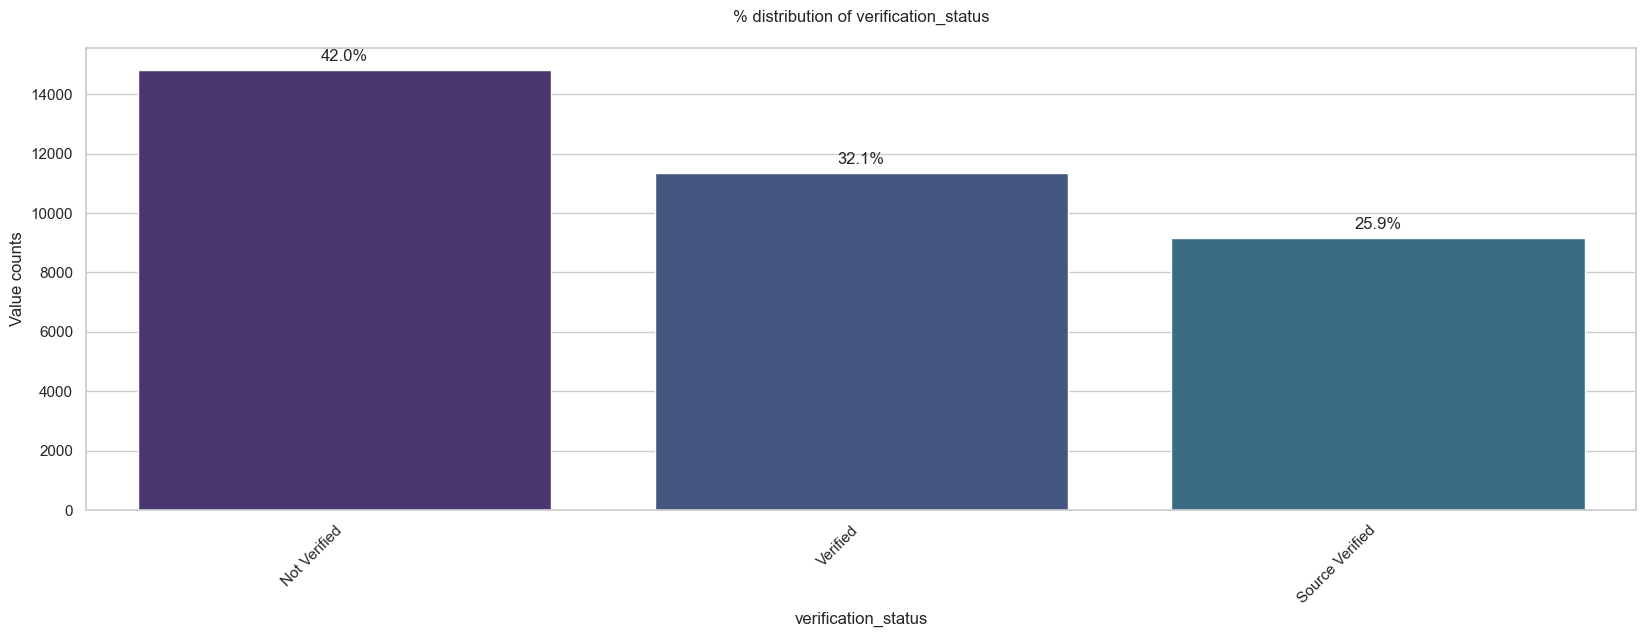 % distribution of verification_status
42.0%
32.1%
25.9%
14000
12000
10000
8000
6000
4000
2000
0
Value counts
Not Verified
Verified
Source Verified
verification_status